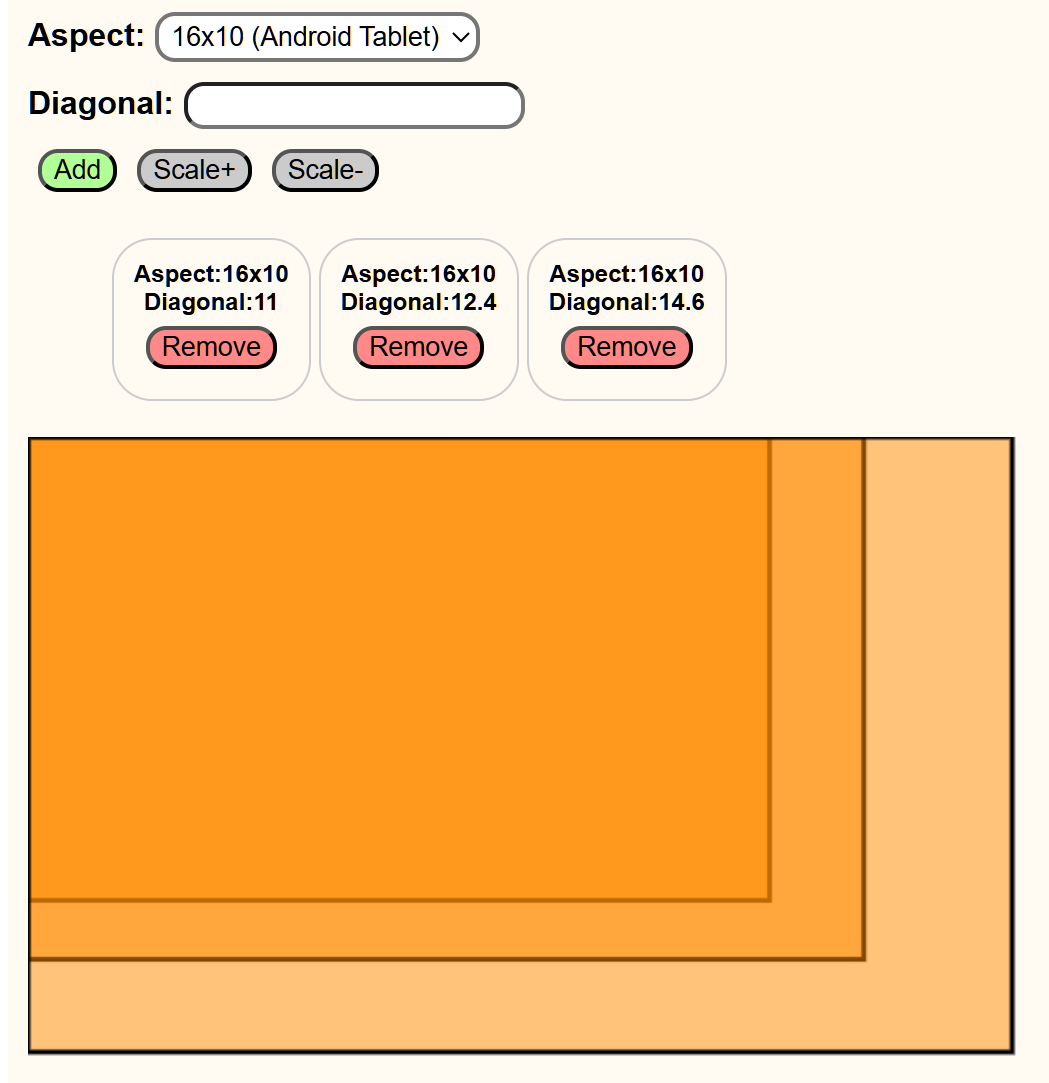 Aspect: 16x10 (Android Tablet)
Diagonal:
Add Scale+ Scale-
Aspect:16x10 Aspect:16x10 Aspect:16x10
Diagonal:11 Diagonal:12.4 Diagonal:14.6
Remove Remove Remove